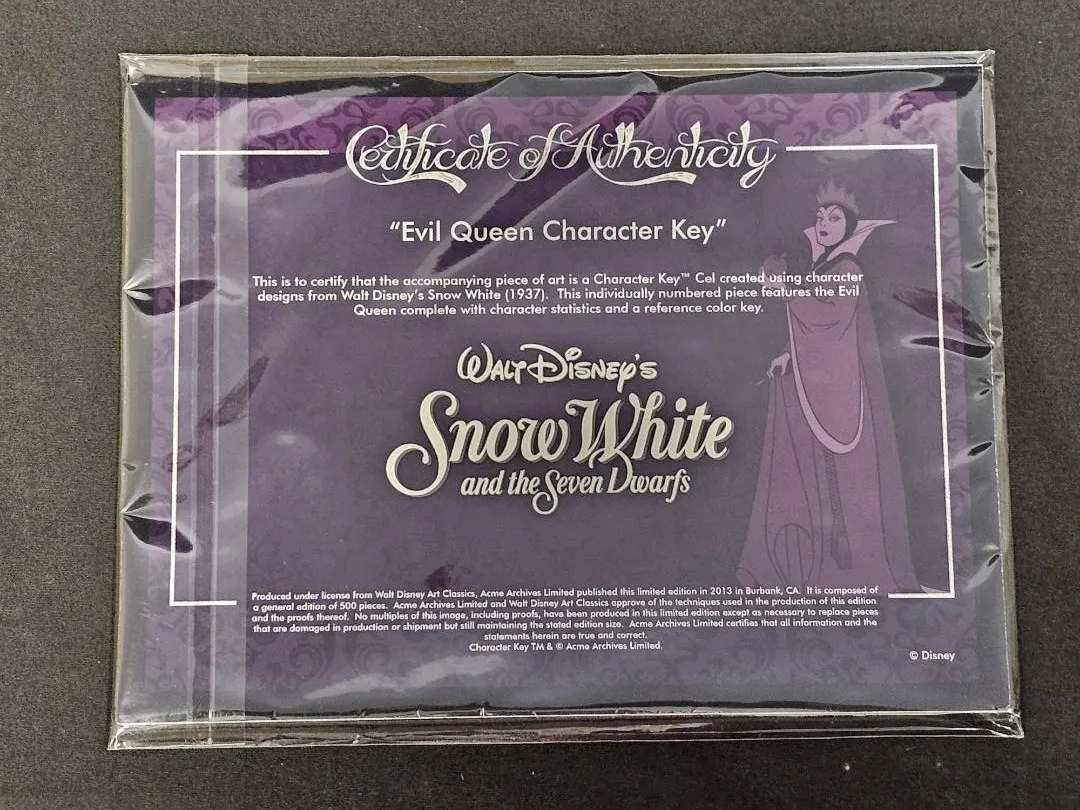 Certificate of Authenticity
“Evil Queen Character Key”
This is to certify that the accompanying piece of art is a Character Key™ Cel created using character
designs from Walt Disney's Snow White (1937). This individually numbered piece features the Evil
Queen complete with character statistics and a reference color key.
Walt Disney's
Snow White
and the Seven Dwarfs
Produced under license from Walt Disney Art Classics, Acme Archives Limited published this limited edition in 2013 in Burbank, CA. It is composed of
a general edition of 500 pieces. Acme Archives Limited and Walt Disney Art Classics approve of the techniques used in the production of this edition
and the proofs thereof. No multiples of this image, including proofs, have been produced in this limited edition except as necessary to replace pieces
that are damaged in production or shipment but still maintaining the stated edition size. Acme Archives Limited certifies that all information and the
statements herein are true and correct.
Character Key TM & © Acme Archives Limited.
© Disney